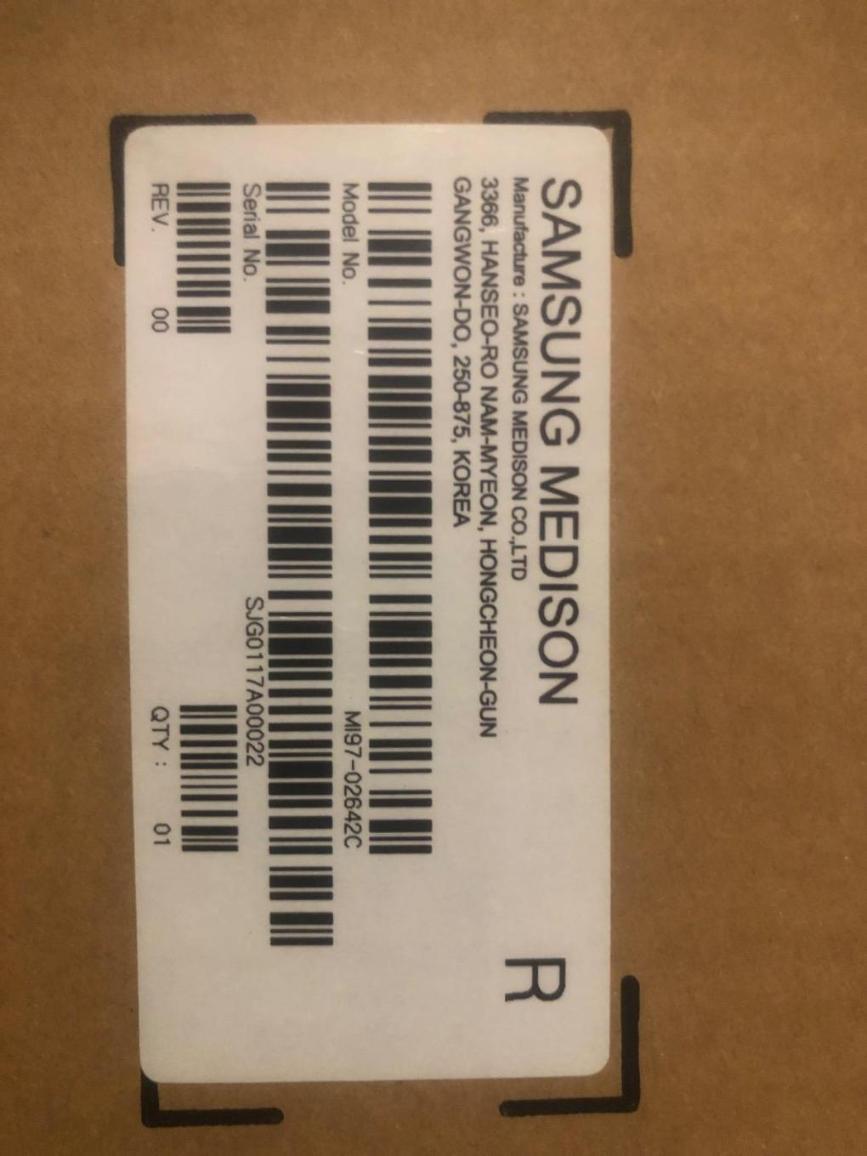 SAMSUNG MEDISON
R
Manufacture : SAMSUNG MEDISON CO.,LTD
3366, HANSEO-RO NAM-MYEON, HONGCHEON-GUN
GANGWON-DO, 250-875, KOREA
Model No. MI97-02642C
Serial No. SJG0117A00022
REV. 00 QTY : 01